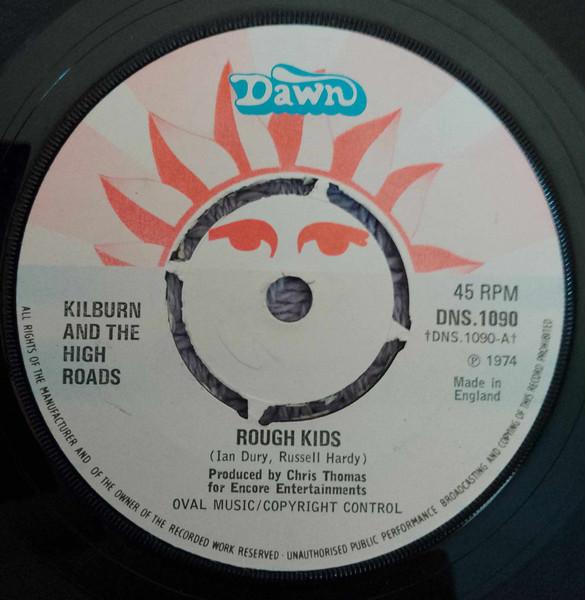 Dawn
KILBURN
AND THE
HIGH
ROADS
45 RPM
DNS.1090
†DNS.1090-A†
Ⓟ 1974
Made in
England
ROUGH KIDS
(Ian Dury, Russell Hardy)
Produced by Chris Thomas
for Encore Entertainments
OVAL MUSIC/COPYRIGHT CONTROL
ALL RIGHTS OF THE MANUFACTURER AND OF THE OWNER OF THE RECORDED WORK RESERVED · UNAUTHORISED PUBLIC PERFORMANCE BROADCASTING AND COPYING OF THIS RECORD PROHIBITED